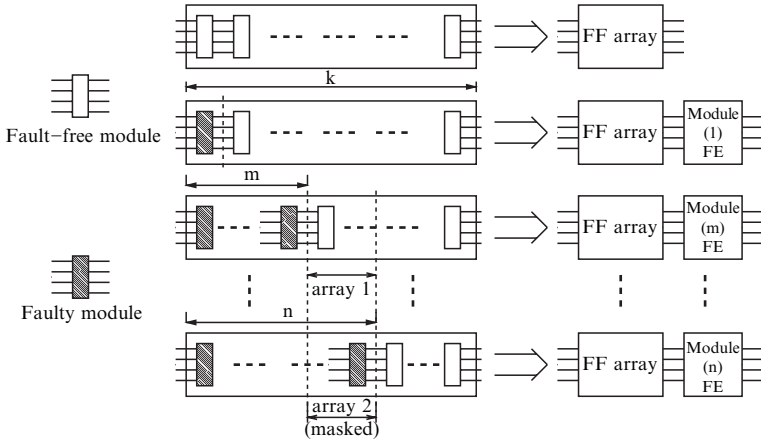 FF array
k
Fault-free module
FF array
Module
(1)
FE
m
FF array
Module
(m)
FE
array 1
Faulty module
n
FF array
Module
(n)
FE
array 2
(masked)